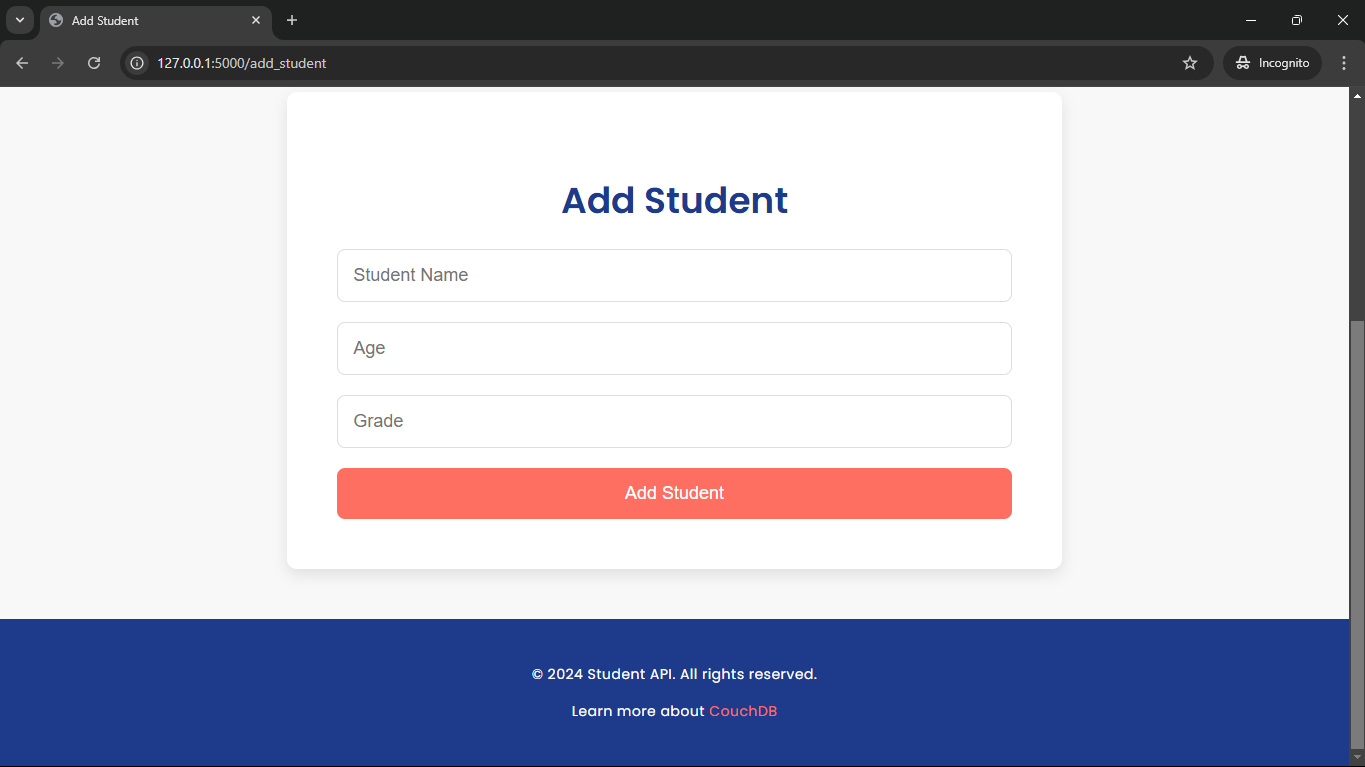 Add Student
127.0.0.1:5000/add_student
Incognito
Add Student
Student Name
Age
Grade
Add Student
© 2024 Student API. All rights reserved.
Learn more about CouchDB